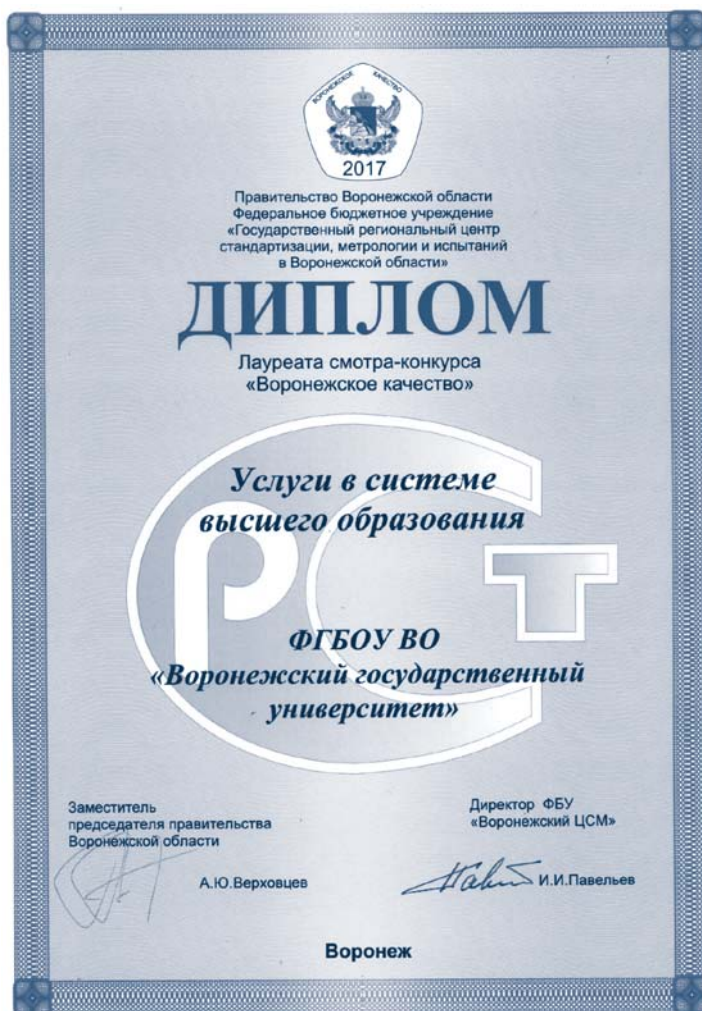 ВОРОНЕЖСКОЕ КАЧЕСТВО
2017
Правительство Воронежской области
Федеральное бюджетное учреждение
«Государственный региональный центр
стандартизации, метрологии и испытаний
в Воронежской области»
ДИПЛОМ
Лауреата смотра-конкурса
«Воронежское качество»
Услуги в системе
высшего образования
РСТ
ФГБОУ ВО
«Воронежский государственный
университет»
Заместитель
председателя правительства
Воронежской области
А.Ю.Верховцев
Директор ФБУ
«Воронежский ЦСМ»
И.И.Павельев
Воронеж